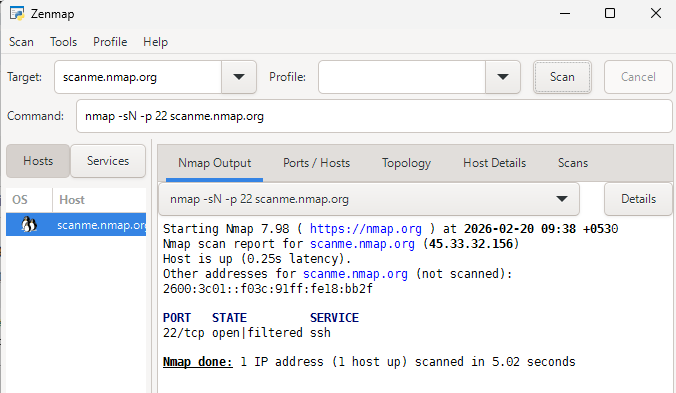 Zenmap
Scan Tools Profile Help
Target: scanme.nmap.org Profile: Scan Cancel
Command: nmap -sN -p 22 scanme.nmap.org
Hosts Services Nmap Output Ports / Hosts Topology Host Details Scans
OS Host nmap -sN -p 22 scanme.nmap.org Details
scanme.nmap.org
Starting Nmap 7.98 ( https://nmap.org ) at 2026-02-20 09:38 +0530
Nmap scan report for scanme.nmap.org (45.33.32.156)
Host is up (0.25s latency).
Other addresses for scanme.nmap.org (not scanned):
2600:3c01::f03c:91ff:fe18:bb2f
PORT STATE SERVICE
22/tcp open|filtered ssh
Nmap done: 1 IP address (1 host up) scanned in 5.02 seconds